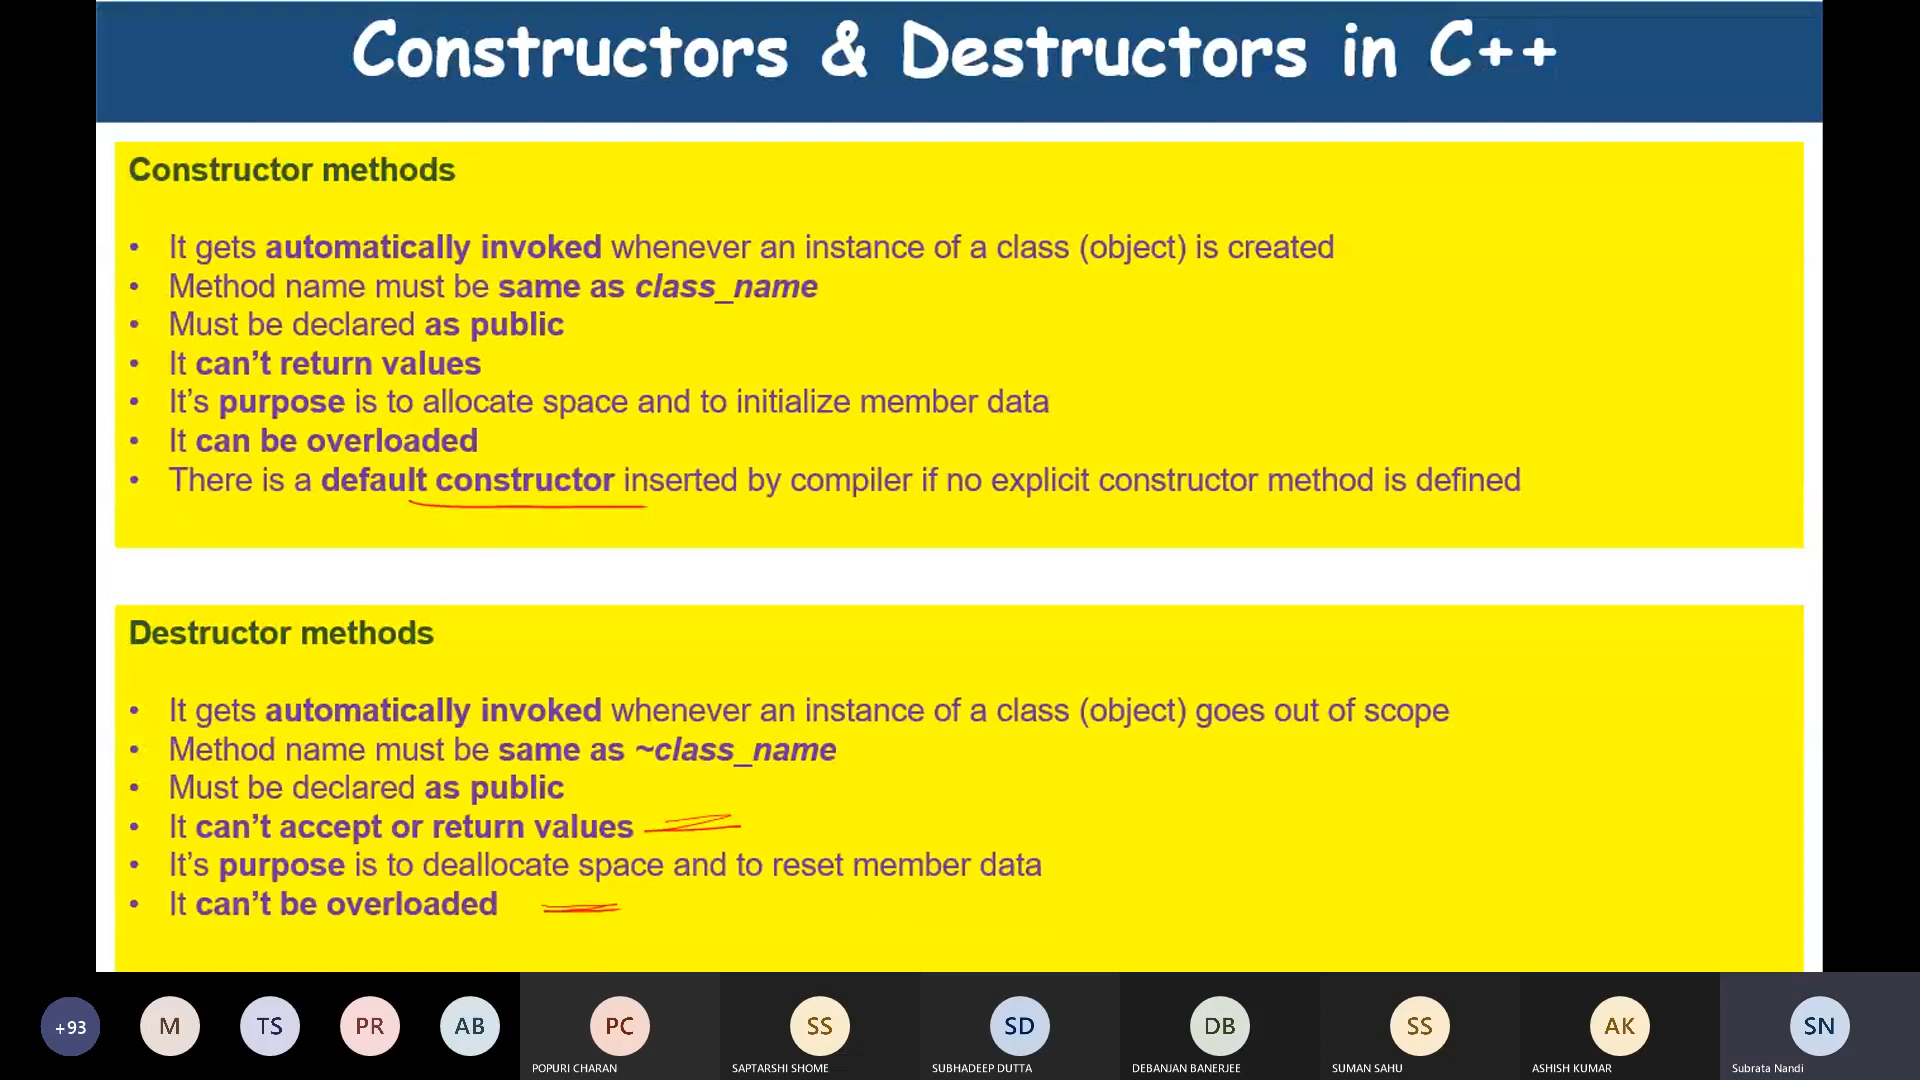 Constructors & Destructors in C++
Constructor methods
• It gets automatically invoked whenever an instance of a class (object) is created
• Method name must be same as class_name
• Must be declared as public
• It can’t return values
• It’s purpose is to allocate space and to initialize member data
• It can be overloaded
• There is a default constructor inserted by compiler if no explicit constructor method is defined
Destructor methods
• It gets automatically invoked whenever an instance of a class (object) goes out of scope
• Method name must be same as ~class_name
• Must be declared as public
• It can’t accept or return values
• It’s purpose is to deallocate space and to reset member data
• It can’t be overloaded
+93 M TS PR AB PC SS SD DB SS AK SN
POPURI CHARAN SAPTARSHI SHOME SUBHADEEP DUTTA DEBANJAN BANERJEE SUMAN SAHU ASHISH KUMAR Subrata Nandi